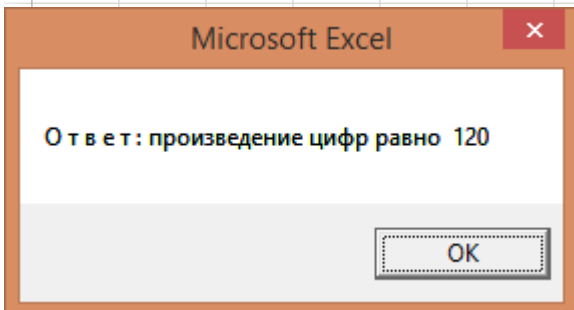 Microsoft Excel
О т в е т : произведение цифр равно 120
OK